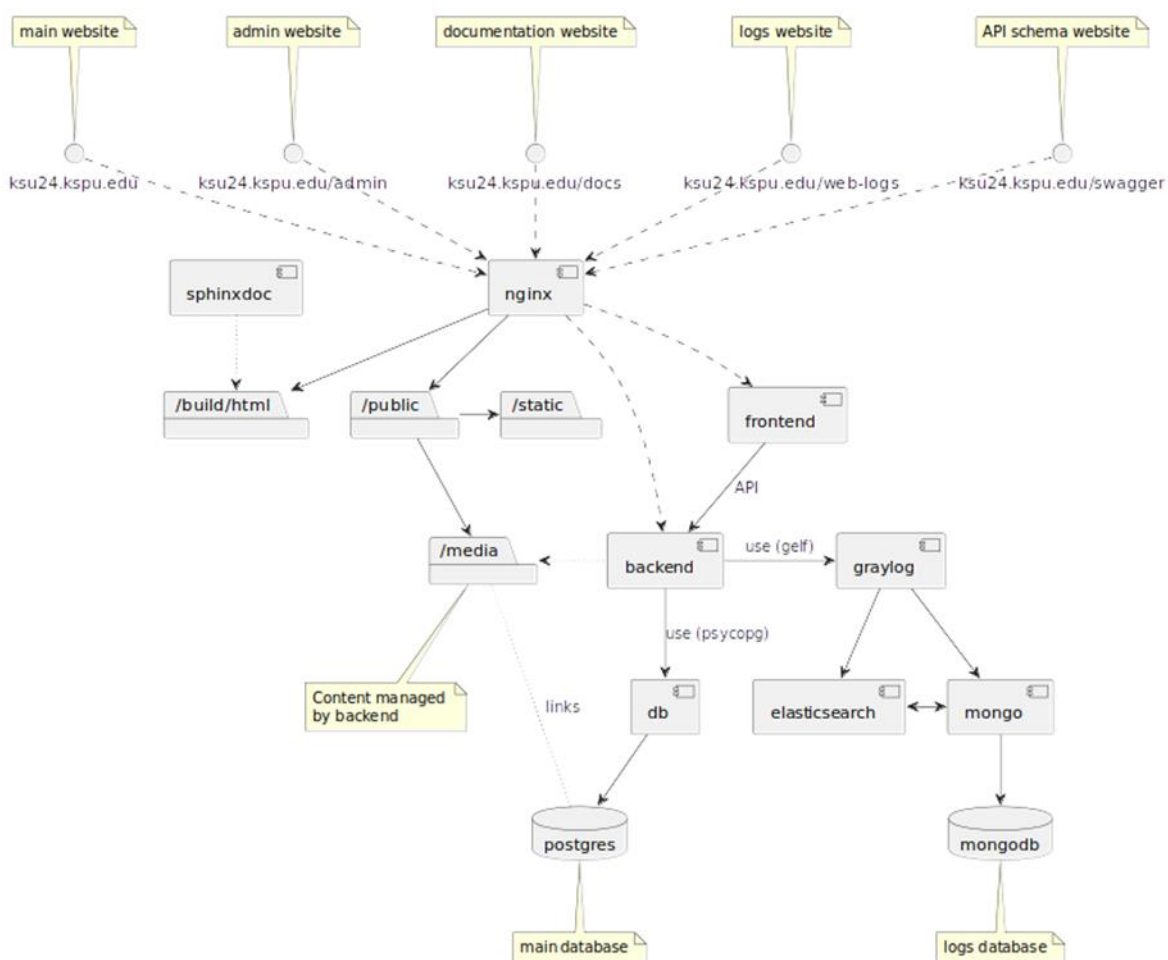 main website
admin website
documentation website
logs website
API schema website
ksu24.kspu.edu
ksu24.kspu.edu/admin
ksu24.kspu.edu/docs
ksu24.kspu.edu/web-logs
ksu24.kspu.edu/swagger
sphinxdoc
nginx
/build/html
/public
/static
frontend
API
/media
backend
use (gelf)
graylog
use (psycopg)
Content managed
by backend
links
db
elasticsearch
mongo
postgres
mongodb
main database
logs database